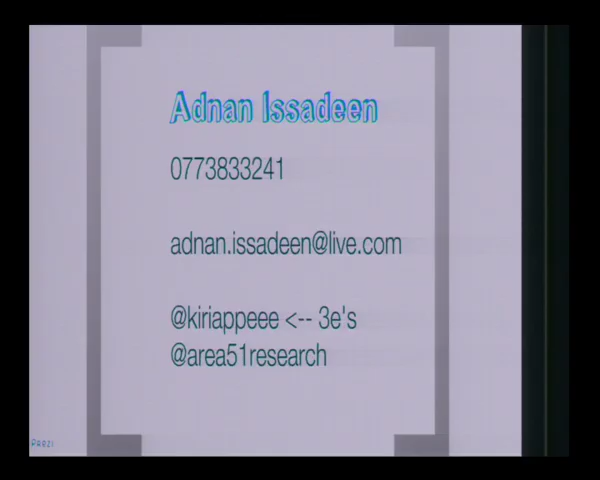 Adnan Issadeen
0773833241
adnan.issadeen@live.com
@kiriappeee <-- 3e's
@area51research